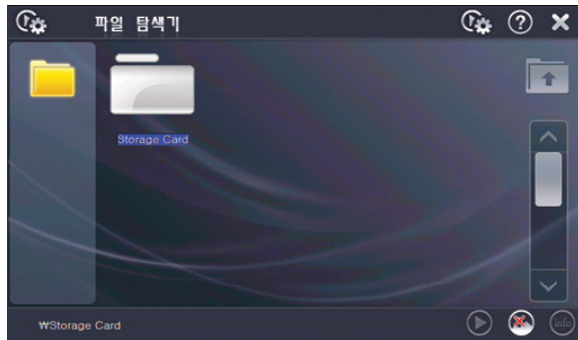 파일 탐색기
?
Storage Card
₩Storage Card
info